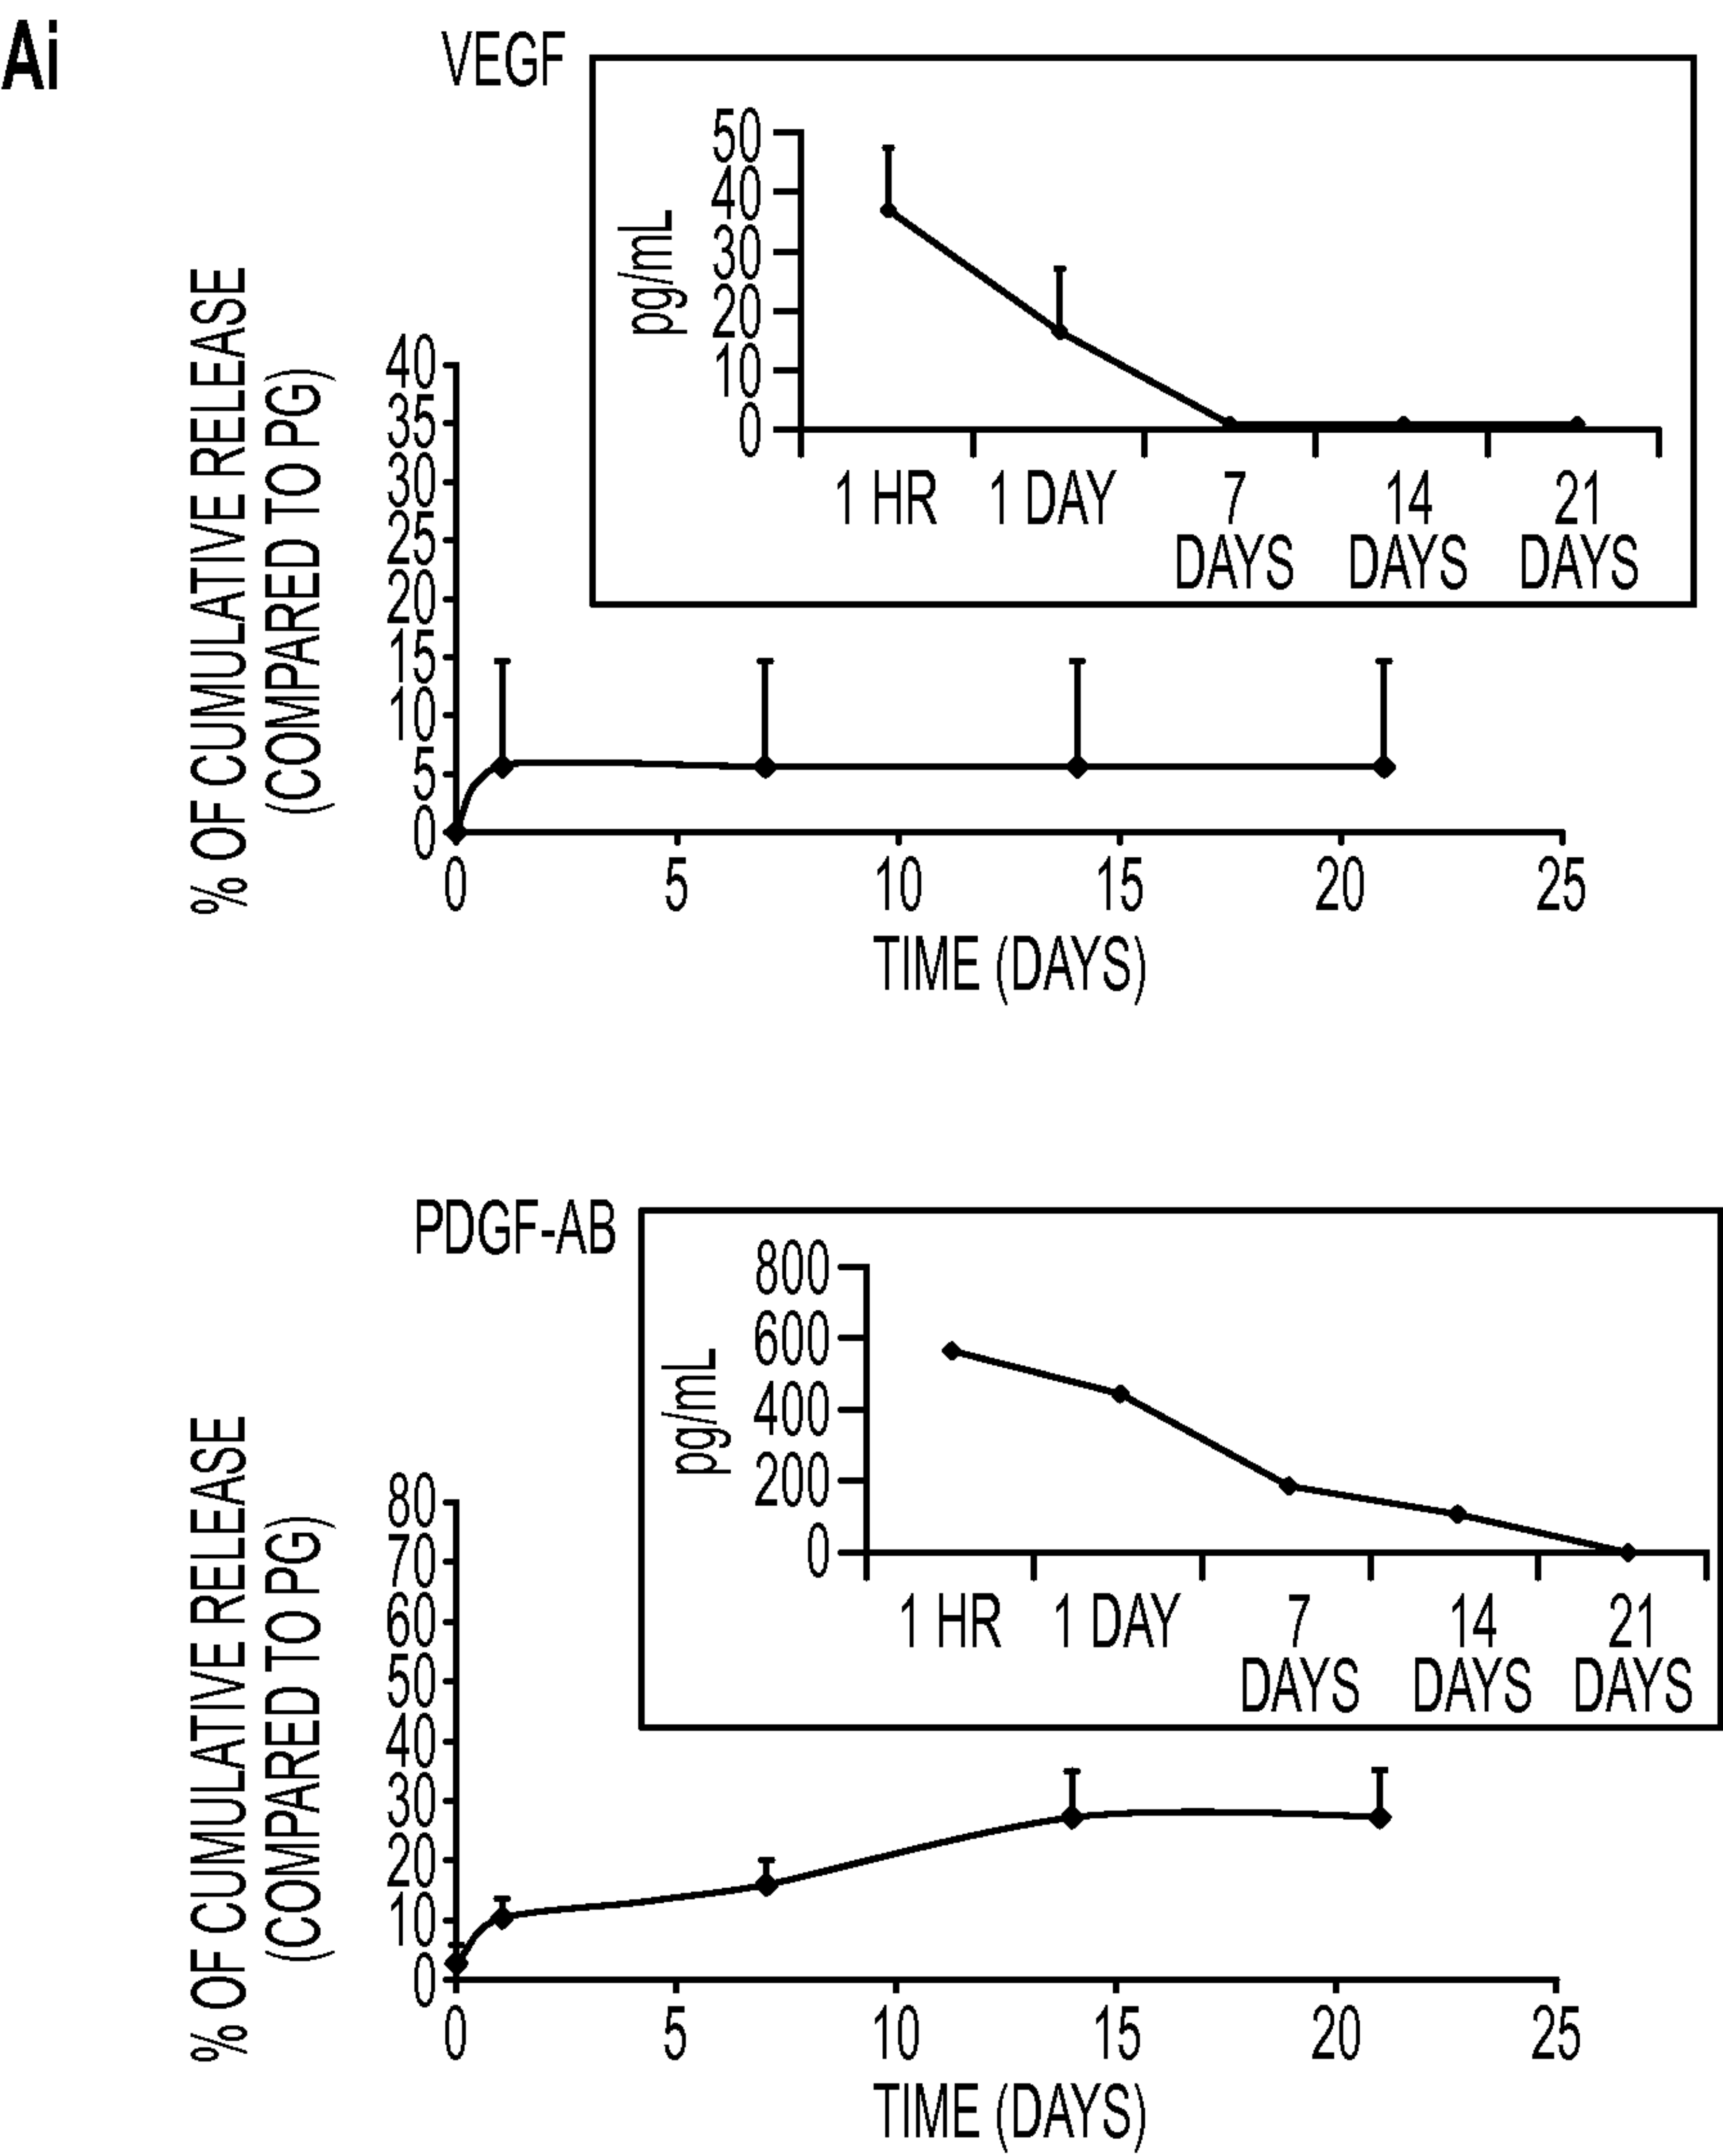 Ai
VEGF
50
40
30
20
10
0
pg/mL
1 HR 1 DAY 7 14 21
DAYS DAYS DAYS
% OF CUMULATIVE RELEASE
(COMPARED TO PG)
40
35
30
25
20
15
10
5
0
0 5 10 15 20 25
TIME (DAYS)
PDGF-AB
800
600
400
200
0
pg/mL
1 HR 1 DAY 7 14 21
DAYS DAYS DAYS
% OF CUMULATIVE RELEASE
(COMPARED TO PG)
80
70
60
50
40
30
20
10
0
0 5 10 15 20 25
TIME (DAYS)